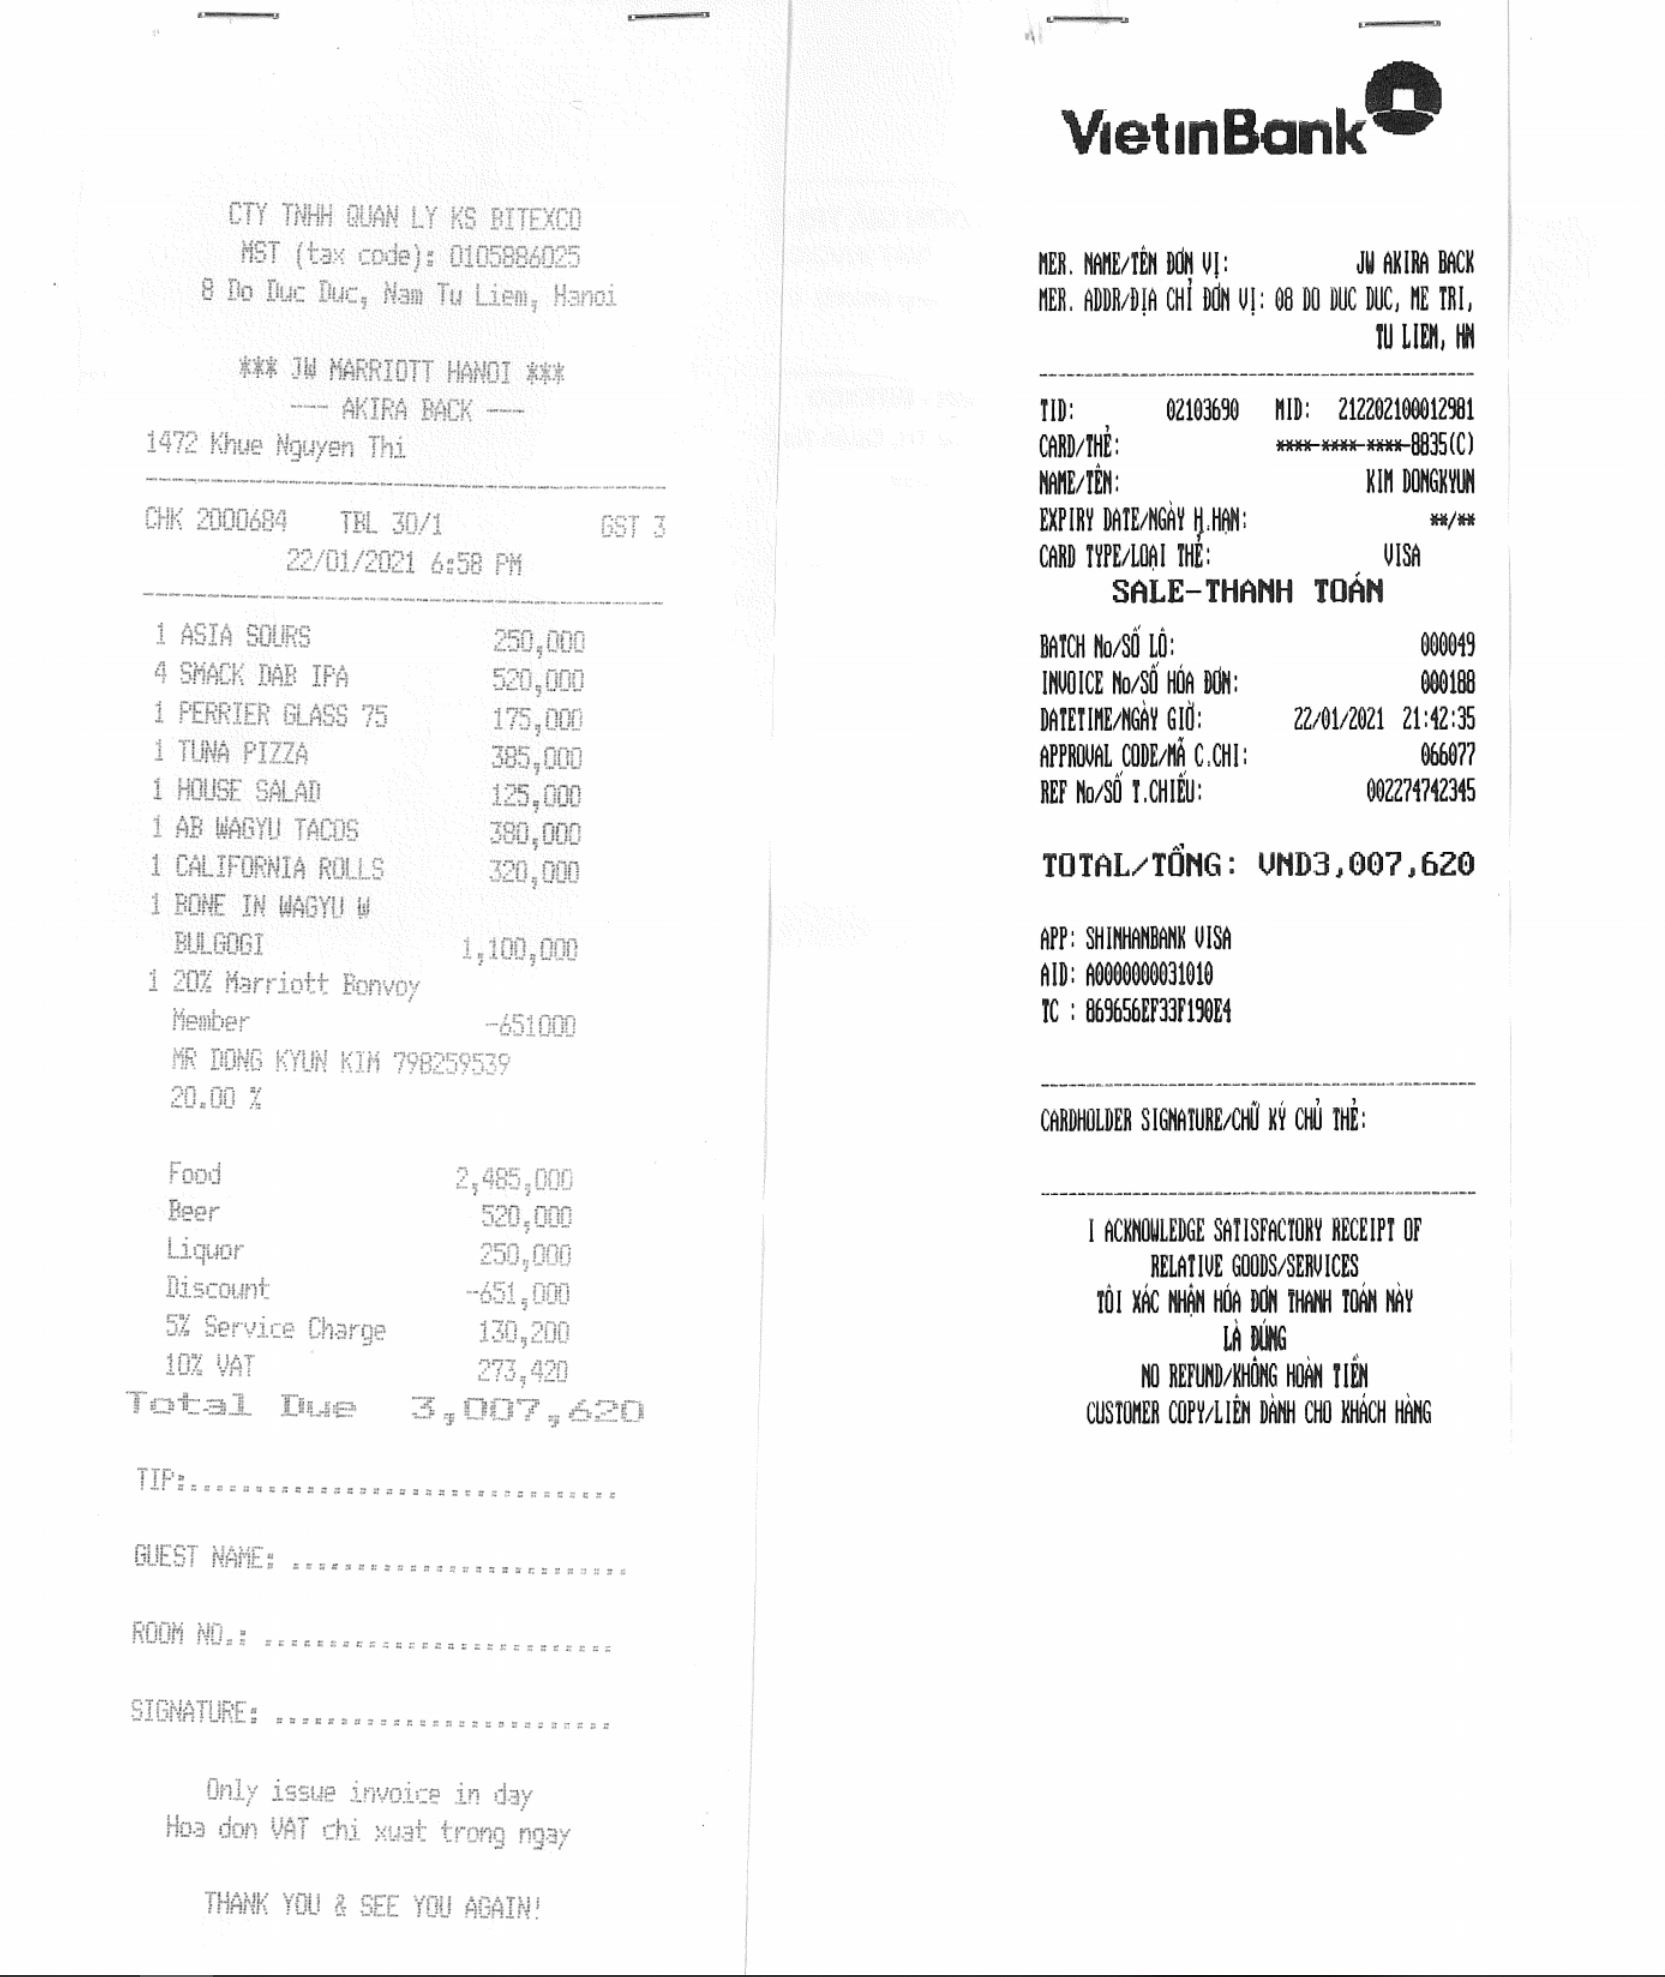 CTY TNHH QUAN LY KS BITEXCO
MST (tax code): 0105886025
8 Do Duc Duc, Nam Tu Liem, Hanoi
*** JW MARRIOTT HANOI ***
--- AKIRA BACK ---
1472 Khue Nguyen Thi
CHK 2000684 TBL 30/1 GST 3
22/01/2021 6:58 PM
1 ASIA SOURS 250,000
4 SMACK DAB IPA 520,000
1 PERRIER GLASS 75 175,000
1 TUNA PIZZA 385,000
1 HOUSE SALAD 125,000
1 AB WAGYU TACOS 380,000
1 CALIFORNIA ROLLS 320,000
1 BONE IN WAGYU W
BULGOGI 1,100,000
1 20% Marriott Bonvoy
Member -651000
MR DONG KYUN KIM 798259539
20.00 %
Food 2,485,000
Beer 520,000
Liquor 250,000
Discount -651,000
5% Service Charge 130,200
10% VAT 273,420
Total Due 3,007,620
TIP:.................................
GUEST NAME: ..........................
ROOM NO.: ...........................
SIGNATURE: ..........................
Only issue invoice in day
Hoa don VAT chi xuat trong ngay
THANK YOU & SEE YOU AGAIN!
VietinBank
MER. NAME/TÊN ĐƠN VỊ: JW AKIRA BACK
MER. ADDR/ĐỊA CHỈ ĐƠN VỊ: 08 DO DUC DUC, ME TRI,
TU LIEM, HN
TID: 02103690 MID: 212202100012981
CARD/THẺ: ****-****-****-8835(C)
NAME/TÊN: KIM DONGKYUN
EXPIRY DATE/NGÀY H.HẠN: **/**
CARD TYPE/LOẠI THẺ: VISA
SALE-THANH TOÁN
BATCH No/SỐ LÔ: 000049
INVOICE No/SỐ HÓA ĐƠN: 000188
DATETIME/NGÀY GIỜ: 22/01/2021 21:42:35
APPROVAL CODE/MÃ C.CHI: 066077
REF No/SỐ T.CHIẾU: 002274742345
TOTAL/TỔNG: VND3,007,620
APP: SHINHANBANK VISA
AID: A0000000031010
TC : 869656EF33F190E4
CARDHOLDER SIGNATURE/CHỮ KÝ CHỦ THẺ:
I ACKNOWLEDGE SATISFACTORY RECEIPT OF
RELATIVE GOODS/SERVICES
TÔI XÁC NHẬN HÓA ĐƠN THANH TOÁN NÀY
LÀ ĐÚNG
NO REFUND/KHÔNG HOÀN TIỀN
CUSTOMER COPY/LIÊN DÀNH CHO KHÁCH HÀNG